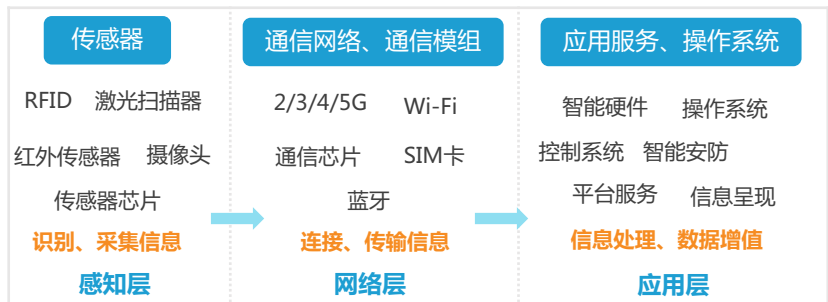 传感器
RFID 激光扫描器
红外传感器 摄像头
传感器芯片
识别、采集信息
感知层
通信网络、通信模组
2/3/4/5G Wi-Fi
通信芯片 SIM卡
蓝牙
连接、传输信息
网络层
应用服务、操作系统
智能硬件 操作系统
控制系统 智能安防
平台服务 信息呈现
信息处理、数据增值
应用层